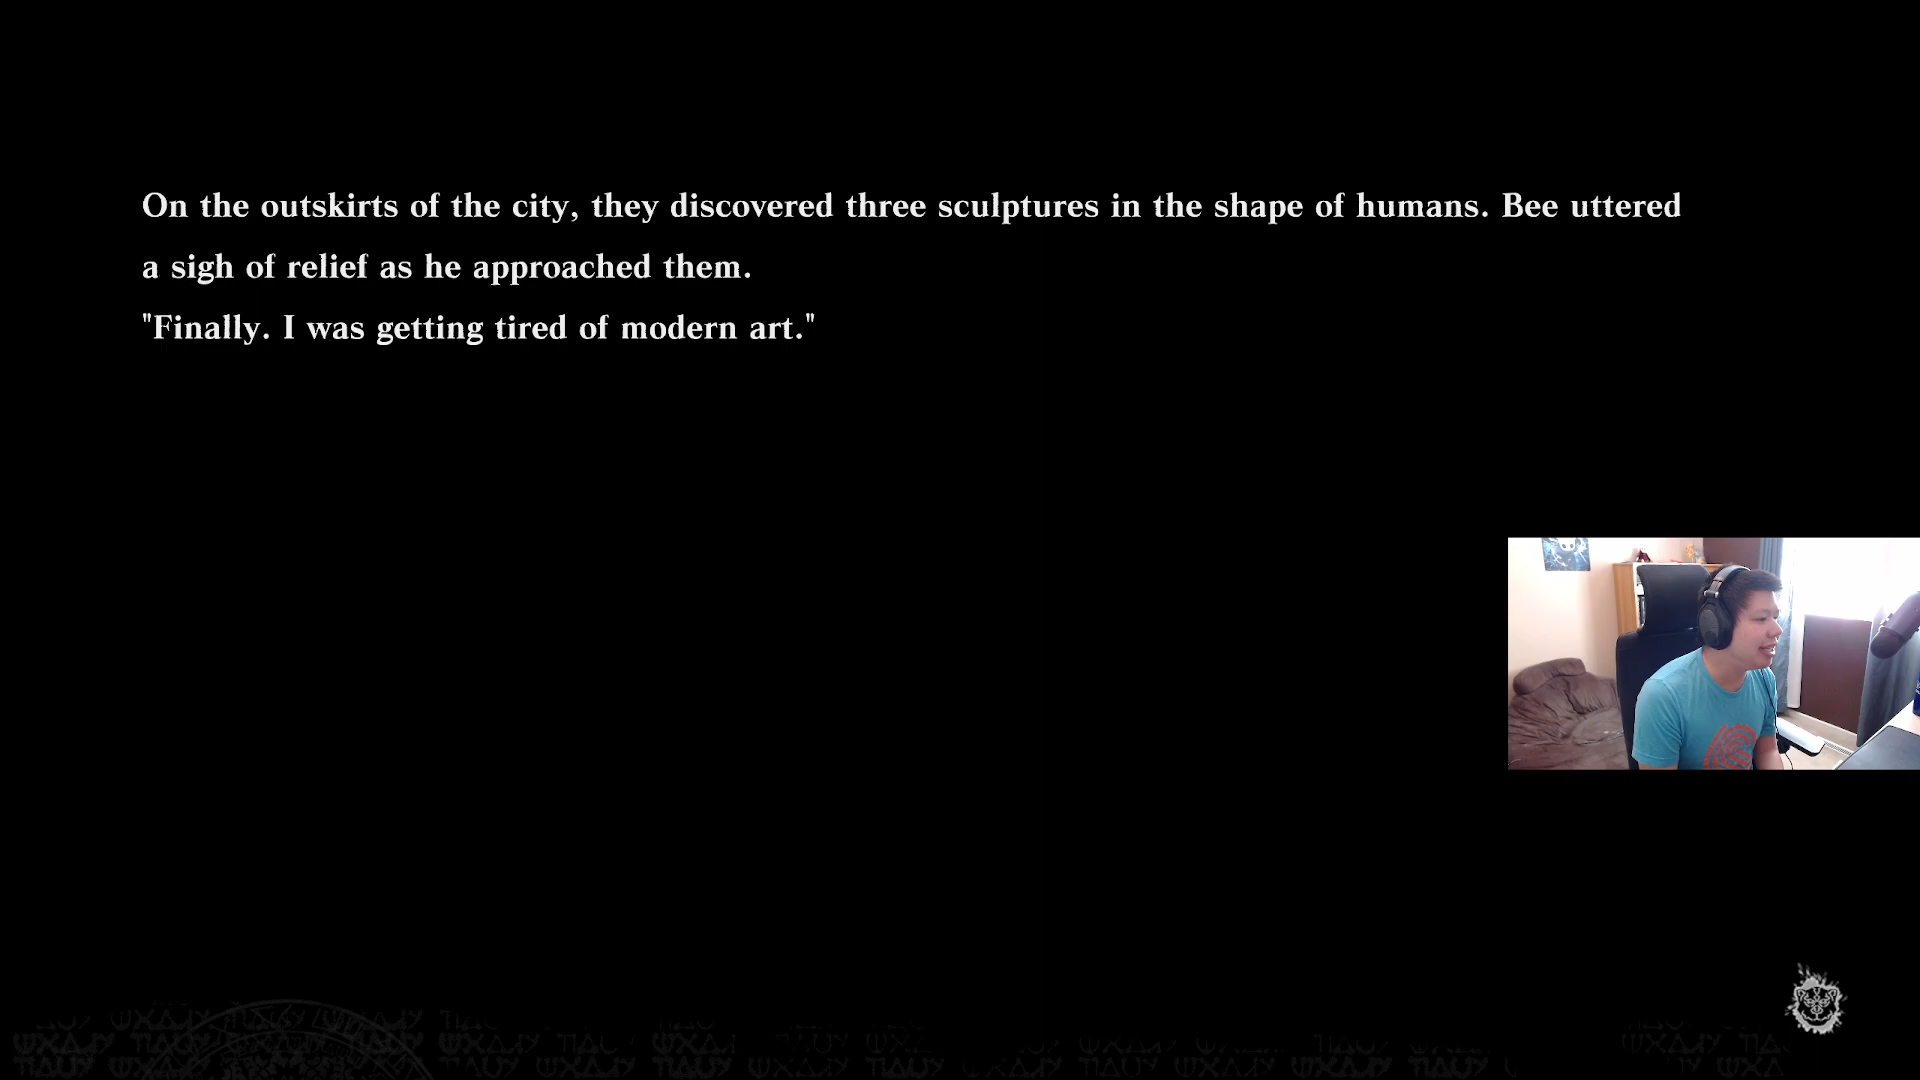 On the outskirts of the city, they discovered three sculptures in the shape of humans. Bee uttered
a sigh of relief as he approached them.
"Finally. I was getting tired of modern art."